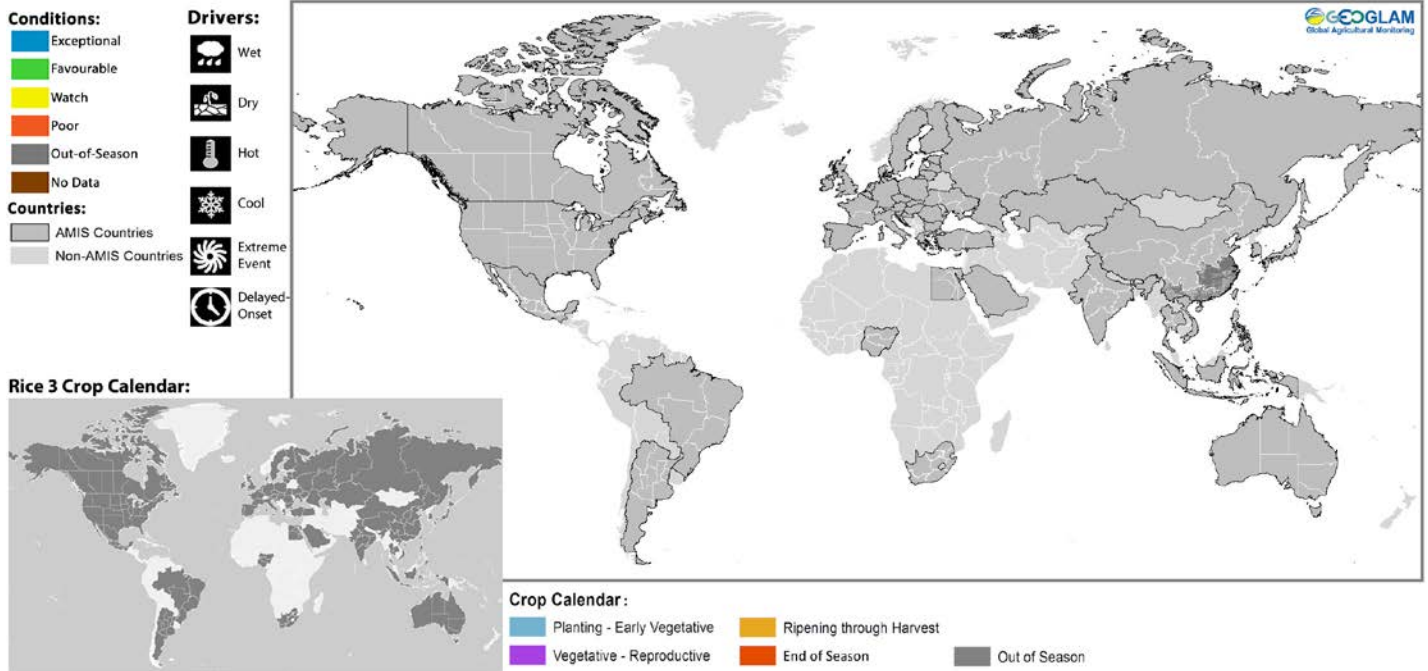 Conditions:
Exceptional
Favourable
Watch
Poor
Out-of-Season
No Data
Countries:
AMIS Countries
Non-AMIS Countries
Drivers:
Wet
Dry
Hot
Cool
Extreme
Event
Delayed-
Onset
GEOGLAM
Global Agricultural Monitoring
Rice 3 Crop Calendar:
Crop Calendar:
Planting - Early Vegetative
Ripening through Harvest
Vegetative - Reproductive
End of Season
Out of Season